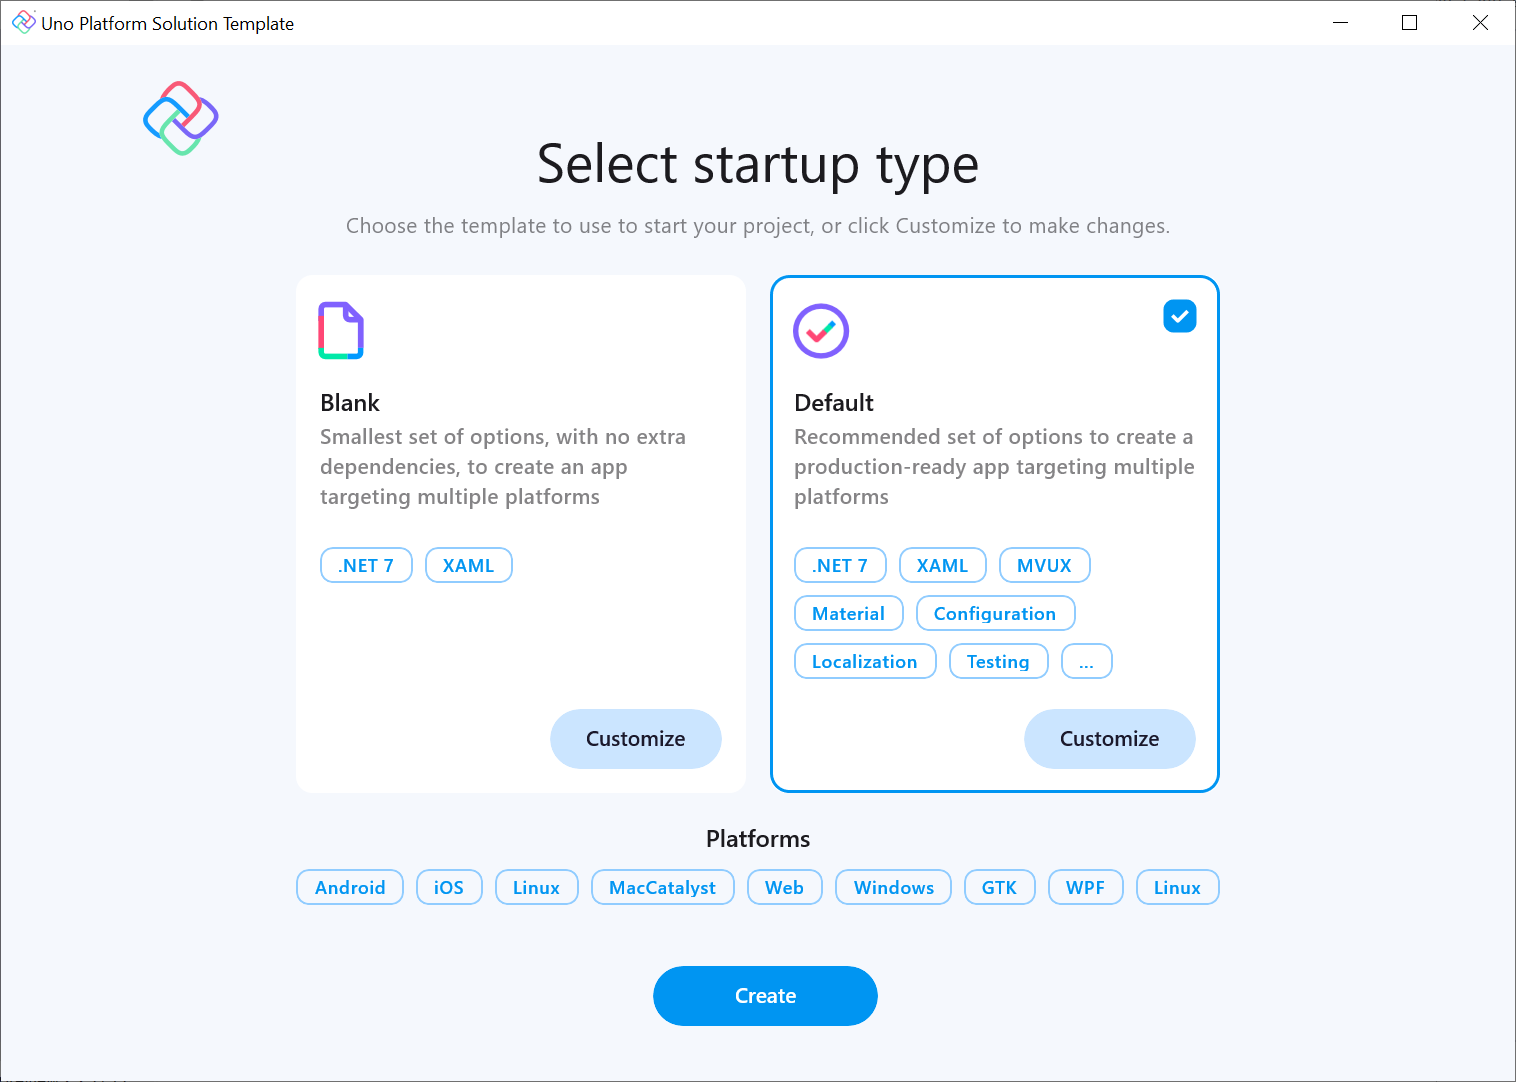 Uno Platform Solution Template
Select startup type
Choose the template to use to start your project, or click Customize to make changes.
Blank
Smallest set of options, with no extra
dependencies, to create an app
targeting multiple platforms
.NET 7 XAML
Customize
Default
Recommended set of options to create a
production-ready app targeting multiple
platforms
.NET 7 XAML MVUX
Material Configuration
Localization Testing ...
Customize
Platforms
Android iOS Linux MacCatalyst Web Windows GTK WPF Linux
Create